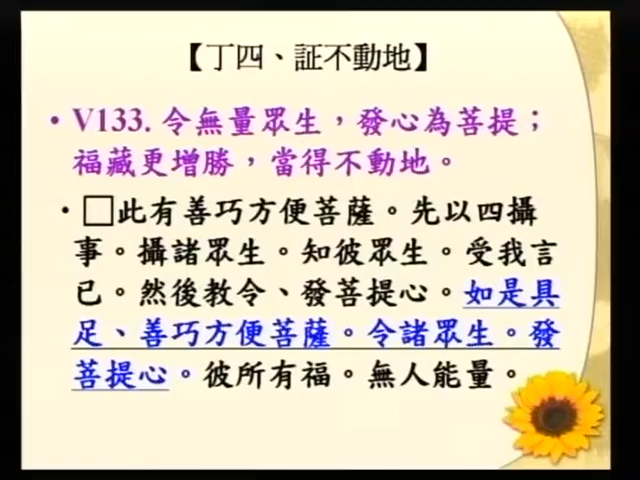 【丁四、証不動地】
• V133. 令無量眾生，發心為菩提；
福藏更增勝，當得不動地。
• □此有善巧方便菩薩。先以四攝
事。攝諸眾生。知彼眾生。受我言
已。然後教令、發菩提心。如是具
足、善巧方便菩薩。令諸眾生。發
菩提心。彼所有福。無人能量。